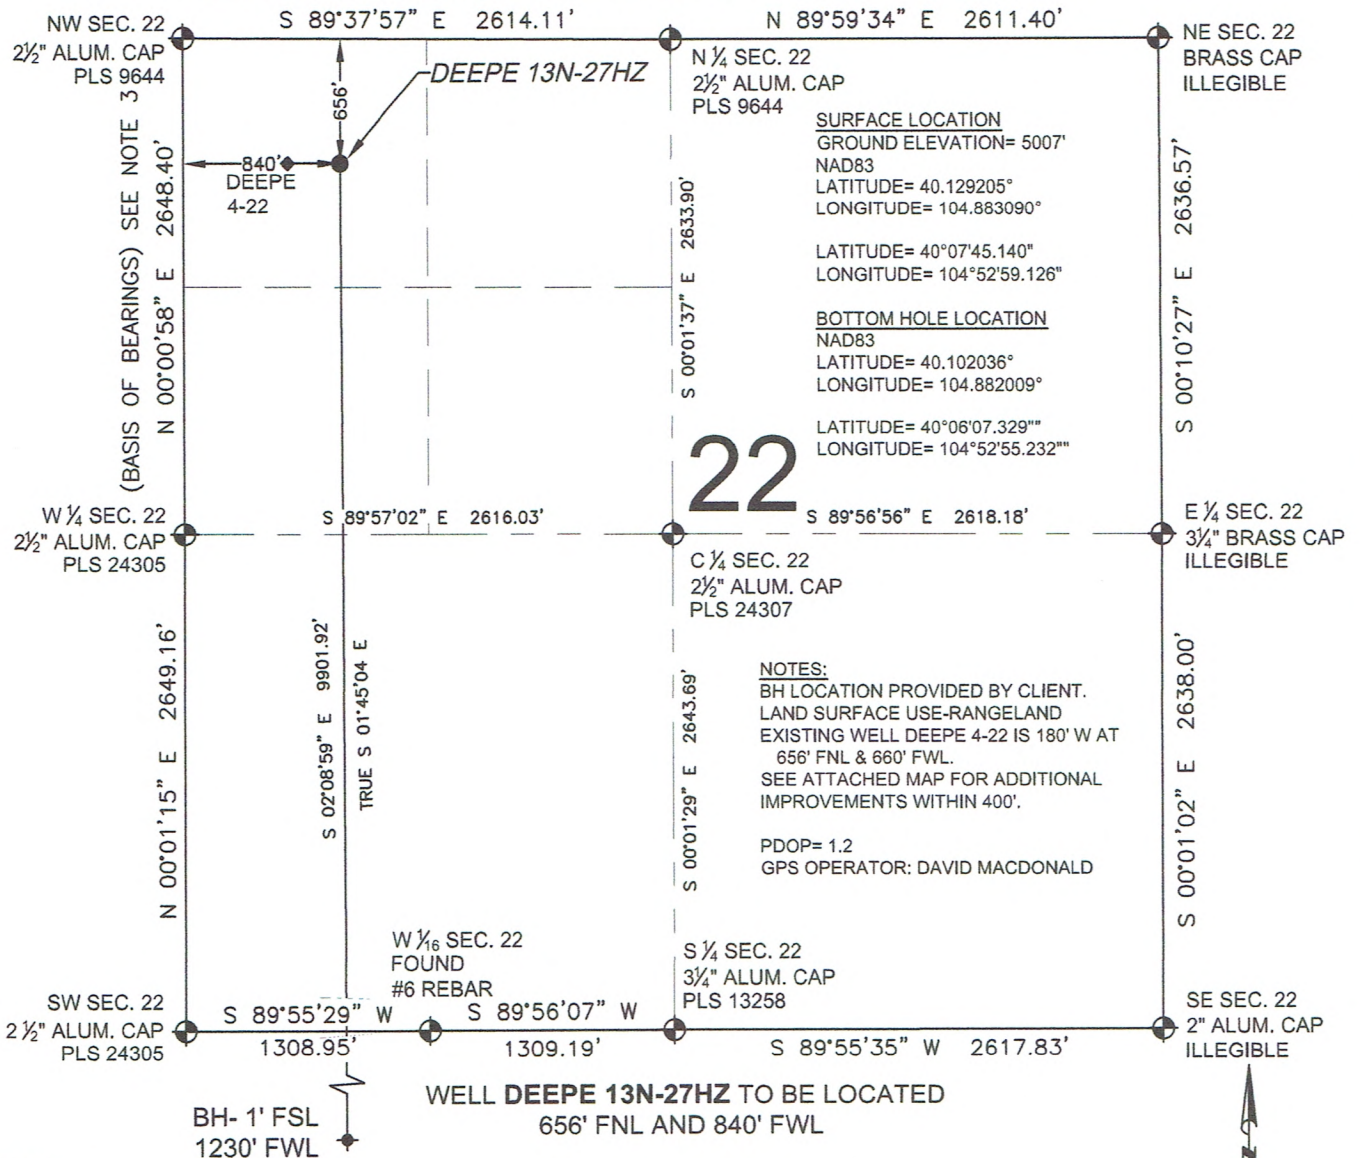 NW SEC. 22
2½" ALUM. CAP
PLS 9644
S 89°37'57" E 2614.11'
N 89°59'34" E 2611.40'
NE SEC. 22
BRASS CAP
ILLEGIBLE
N ¼ SEC. 22
2½" ALUM. CAP
PLS 9644
DEEPE 13N-27HZ
656'
840'
DEEPE
4-22
(BASIS OF BEARINGS) SEE NOTE 3
N 00°00'58" E 2648.40'
S 00°01'37" E 2633.90'
SURFACE LOCATION
GROUND ELEVATION= 5007'
NAD83
LATITUDE= 40.129205°
LONGITUDE= 104.883090°
LATITUDE= 40°07'45.140"
LONGITUDE= 104°52'59.126"
BOTTOM HOLE LOCATION
NAD83
LATITUDE= 40.102036°
LONGITUDE= 104.882009°
LATITUDE= 40°06'07.329""
LONGITUDE= 104°52'55.232""
S 00°10'27" E 2636.57'
22
W ¼ SEC. 22
2½" ALUM. CAP
PLS 24305
S 89°57'02" E 2616.03'
S 89°56'56" E 2618.18'
E ¼ SEC. 22
3¼" BRASS CAP
ILLEGIBLE
C ¼ SEC. 22
2½" ALUM. CAP
PLS 24307
N 00°01'15" E 2649.16'
S 02°08'59" E 9901.92'
TRUE S 01°45'04 E
S 00°01'29" E 2643.69'
NOTES:
BH LOCATION PROVIDED BY CLIENT.
LAND SURFACE USE-RANGELAND
EXISTING WELL DEEPE 4-22 IS 180' W AT
656' FNL & 660' FWL.
SEE ATTACHED MAP FOR ADDITIONAL
IMPROVEMENTS WITHIN 400'.
PDOP= 1.2
GPS OPERATOR: DAVID MACDONALD
S 00°01'02" E 2638.00'
W 1⁄16 SEC. 22
FOUND
#6 REBAR
S ¼ SEC. 22
3¼" ALUM. CAP
PLS 13258
SW SEC. 22
2 ½" ALUM. CAP
PLS 24305
S 89°55'29" W
1308.95'
S 89°56'07" W
1309.19'
S 89°55'35" W 2617.83'
SE SEC. 22
2" ALUM. CAP
ILLEGIBLE
BH- 1' FSL
1230' FWL
WELL DEEPE 13N-27HZ TO BE LOCATED
656' FNL AND 840' FWL